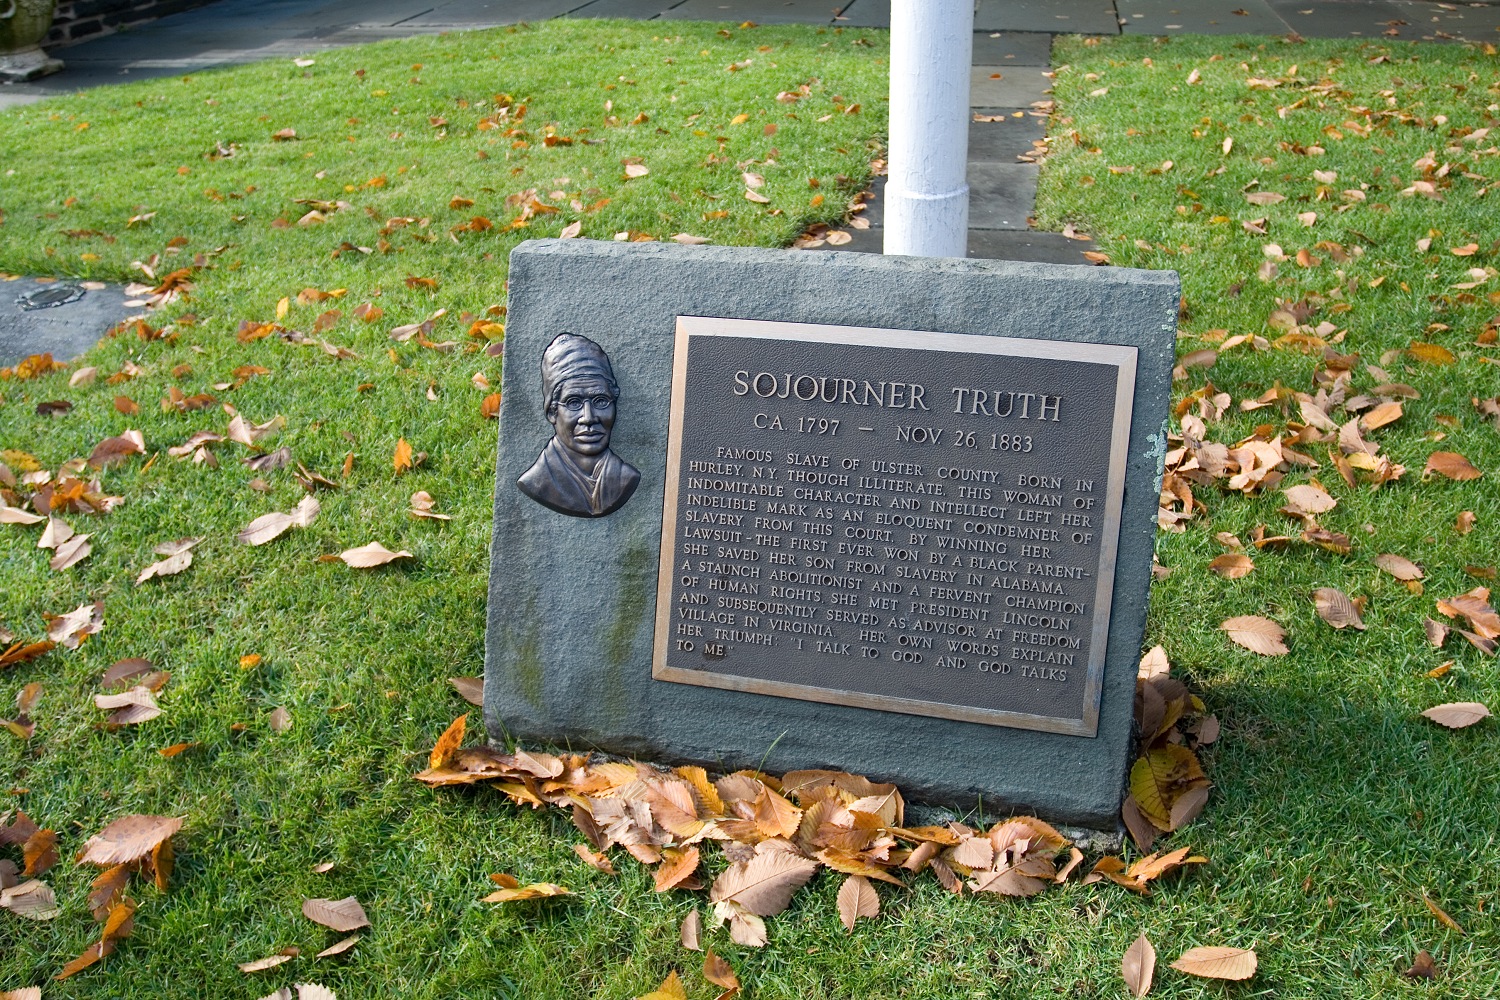 SOJOURNER TRUTH
CA. 1797 — NOV. 26, 1883
FAMOUS SLAVE OF ULSTER COUNTY. BORN IN
HURLEY, N.Y. THOUGH ILLITERATE, THIS WOMAN OF
INDOMITABLE CHARACTER AND INTELLECT LEFT HER
INDELIBLE MARK AS AN ELOQUENT CONDEMNER OF
SLAVERY. FROM THIS COURT, BY WINNING HER
LAWSUIT - THE FIRST EVER WON BY A BLACK PARENT-
SHE SAVED HER SON FROM SLAVERY IN ALABAMA.
A STAUNCH ABOLITIONIST AND A FERVENT CHAMPION
OF HUMAN RIGHTS, SHE MET PRESIDENT LINCOLN
AND SUBSEQUENTLY SERVED AS ADVISOR AT FREEDOM
VILLAGE IN VIRGINIA. HER OWN WORDS EXPLAIN
HER TRIUMPH: "I TALK TO GOD AND GOD TALKS
TO ME."